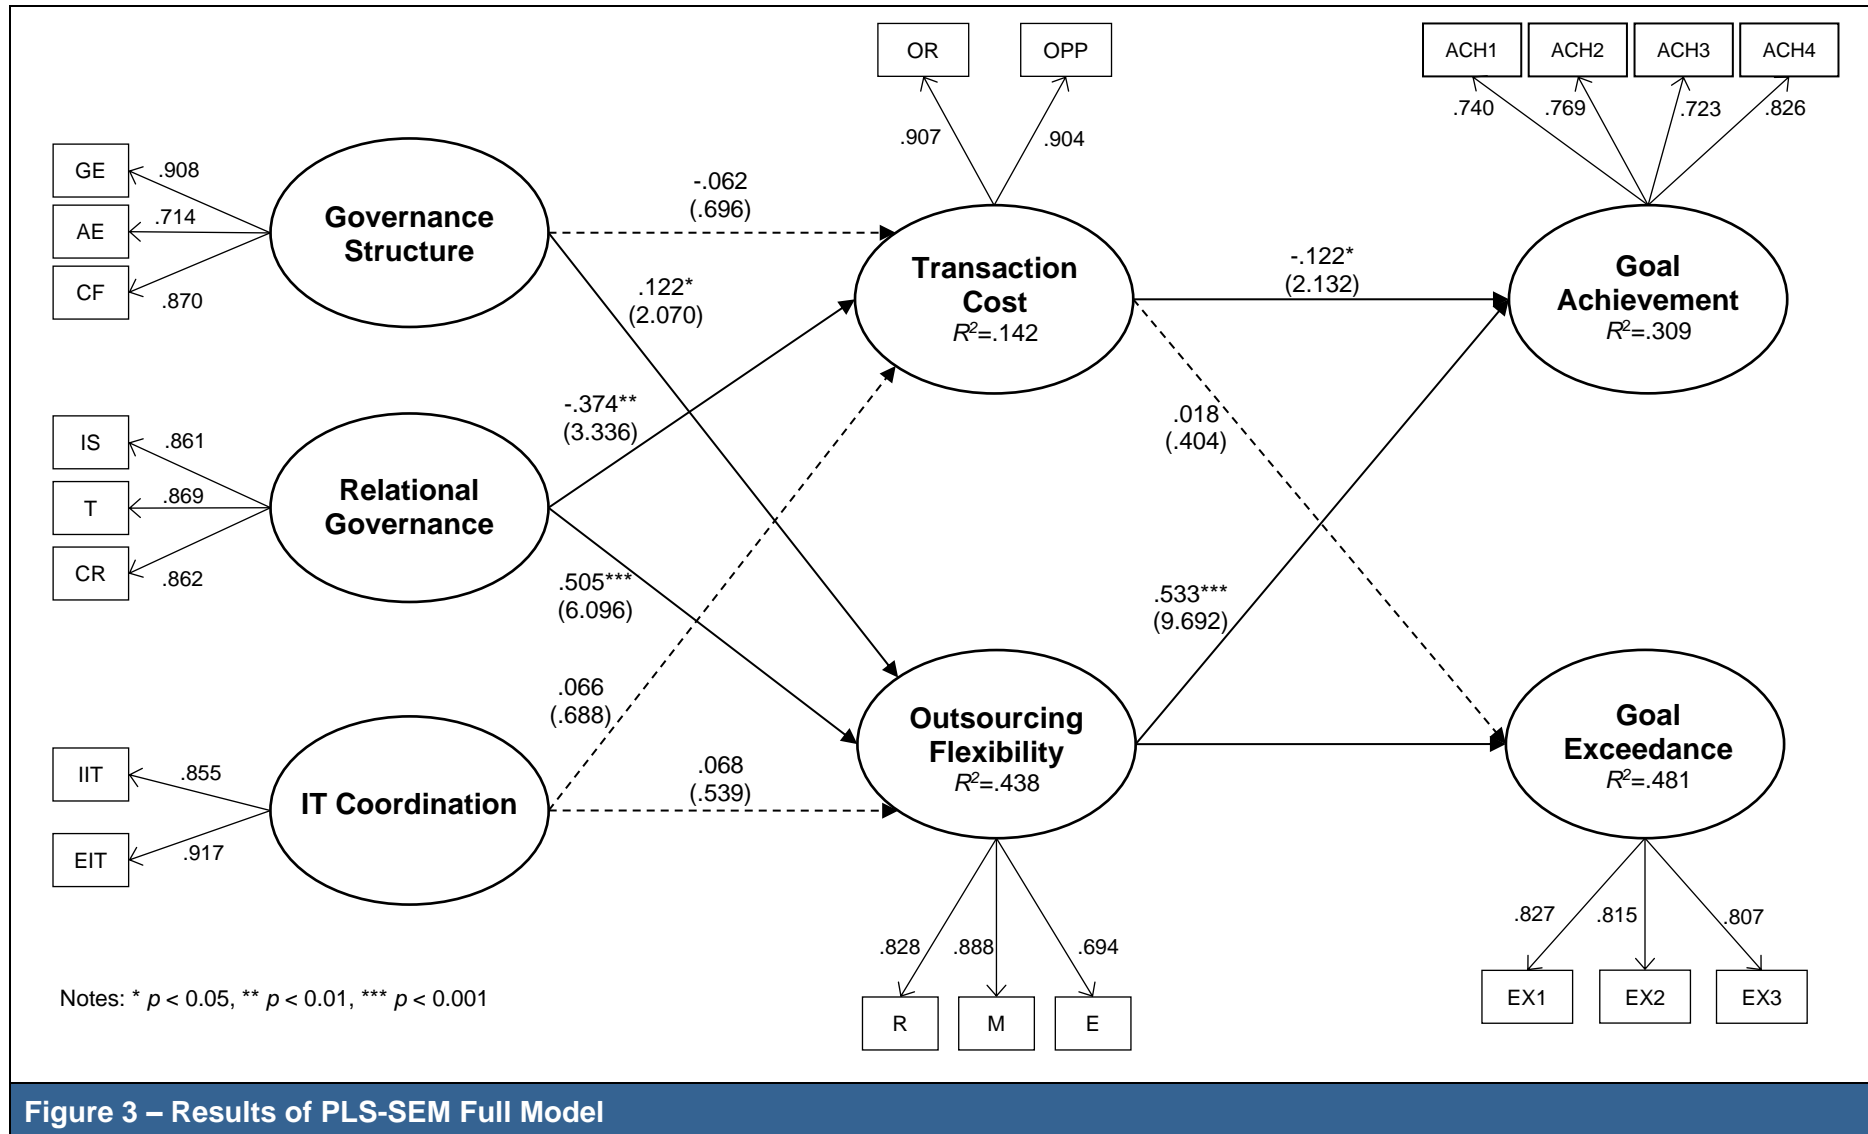 OR
OPP
ACH1
ACH2
ACH3
ACH4
.907
.904
.740
.769
.723
.826
GE
AE
CF
.908
.714
.870
Governance
Structure
-.062
(.696)
.122*
(2.070)
Transaction
Cost
R²=.142
-.122*
(2.132)
Goal
Achievement
R²=.309
IS
T
CR
.861
.869
.862
Relational
Governance
-.374**
(3.336)
.505***
(6.096)
.018
(.404)
.533***
(9.692)
IIT
EIT
.855
.917
IT Coordination
.066
(.688)
.068
(.539)
Outsourcing
Flexibility
R²=.438
Goal
Exceedance
R²=.481
.828
.888
.694
R
M
E
.827
.815
.807
EX1
EX2
EX3
Notes: * p < 0.05, ** p < 0.01, *** p < 0.001
Figure 3 – Results of PLS-SEM Full Model